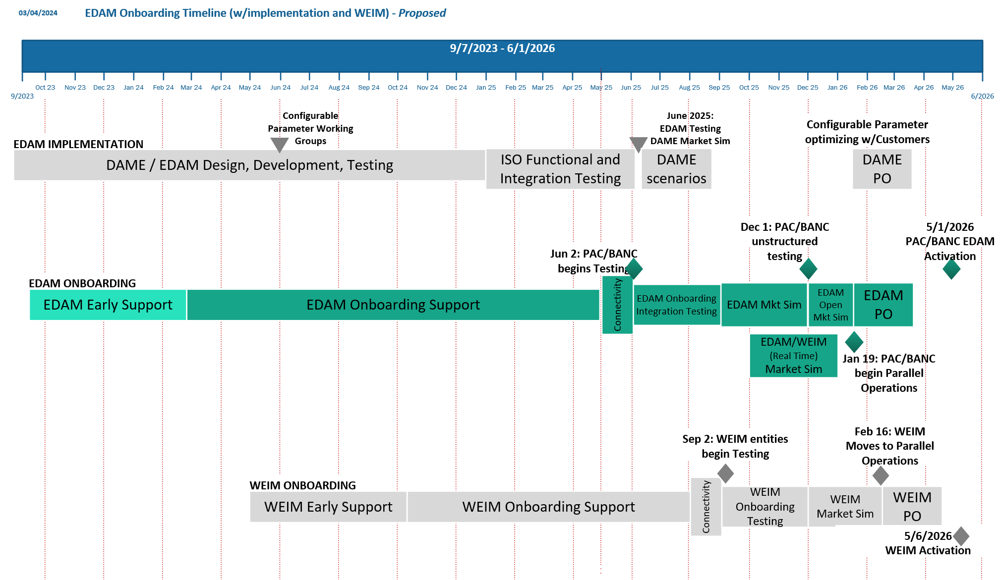 03/04/2024
EDAM Onboarding Timeline (w/implementation and WEIM) - Proposed
9/7/2023 - 6/1/2026
9/2023
Oct 23 Nov 23 Dec 23 Jan 24 Feb 24 Mar 24 Apr 24 May 24 Jun 24 Jul 24 Aug 24 Sep 24 Oct 24 Nov 24 Dec 24 Jan 25 Feb 25 Mar 25 Apr 25 May 25 Jun 25 Jul 25 Aug 25 Sep 25 Oct 25 Nov 25 Dec 25 Jan 26 Feb 26 Mar 26 Apr 26 May 26
6/2026
EDAM IMPLEMENTATION
Configurable
Parameter Working
Groups
June 2025:
EDAM Testing
DAME Market Sim
Configurable Parameter
optimizing w/Customers
DAME / EDAM Design, Development, Testing
ISO Functional and
Integration Testing
DAME
scenarios
DAME
PO
EDAM ONBOARDING
Jun 2: PAC/BANC
begins Testing
Dec 1: PAC/BANC
unstructured
testing
5/1/2026
PAC/BANC EDAM
Activation
EDAM Early Support
EDAM Onboarding Support
Connectivity
EDAM Onboarding
Integration Testing
EDAM Mkt Sim
EDAM
Open
Mkt Sim
EDAM
PO
EDAM/WEIM
(Real Time)
Market Sim
Jan 19: PAC/BANC
begin Parallel
Operations
WEIM ONBOARDING
Sep 2: WEIM entities
begin Testing
Feb 16: WEIM
Moves to Parallel
Operations
WEIM Early Support
WEIM Onboarding Support
Connectivity
WEIM
Onboarding
Testing
WEIM
Market Sim
WEIM
PO
5/6/2026
WEIM Activation